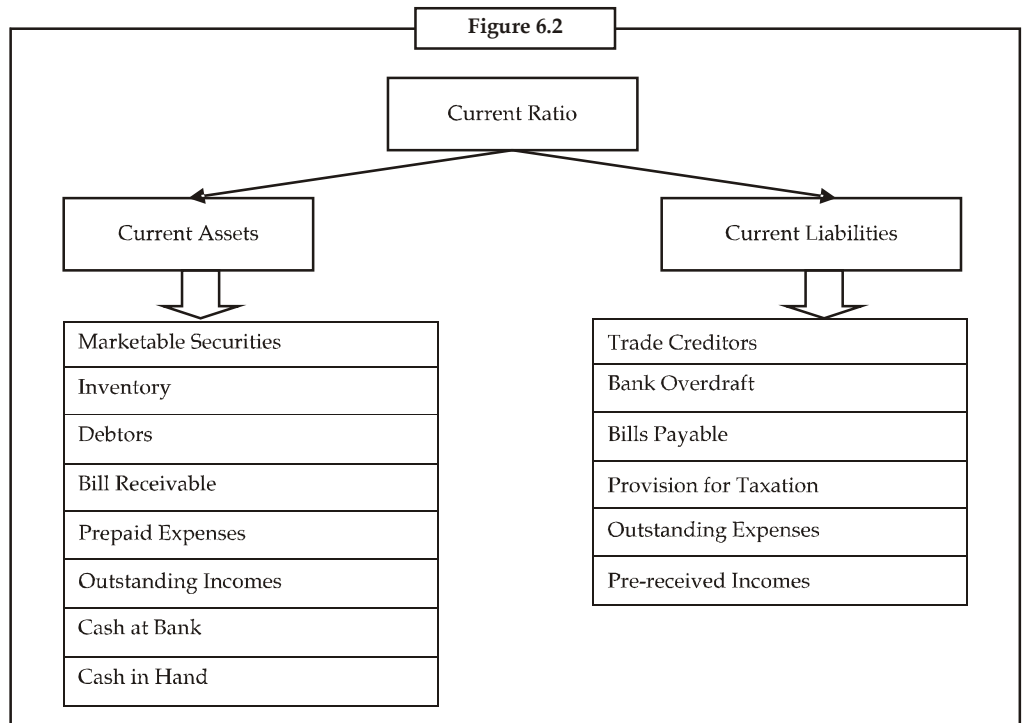 Figure 6.2
Current Ratio
Current Assets
Current Liabilities
Marketable Securities
Inventory
Debtors
Bill Receivable
Prepaid Expenses
Outstanding Incomes
Cash at Bank
Cash in Hand
Trade Creditors
Bank Overdraft
Bills Payable
Provision for Taxation
Outstanding Expenses
Pre-received Incomes